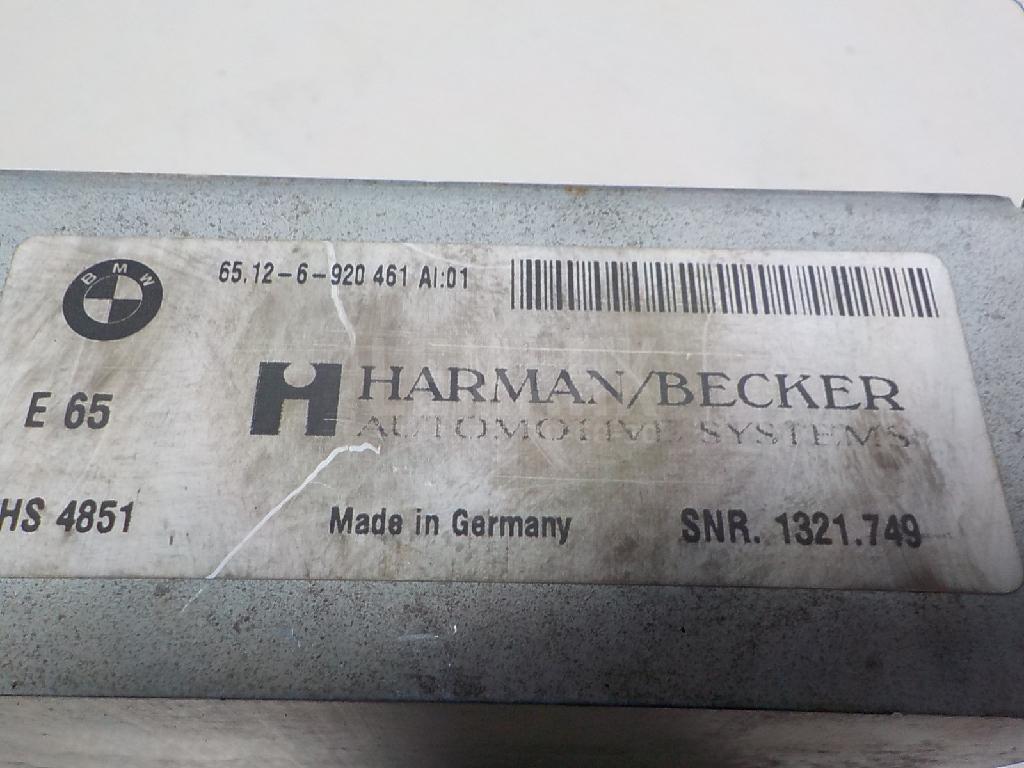 BMW
65.12-6-920 461 AI:01
E 65
HARMAN/BECKER
AUTOMOTIVE SYSTEMS
HS 4851
Made in Germany
SNR. 1321.749